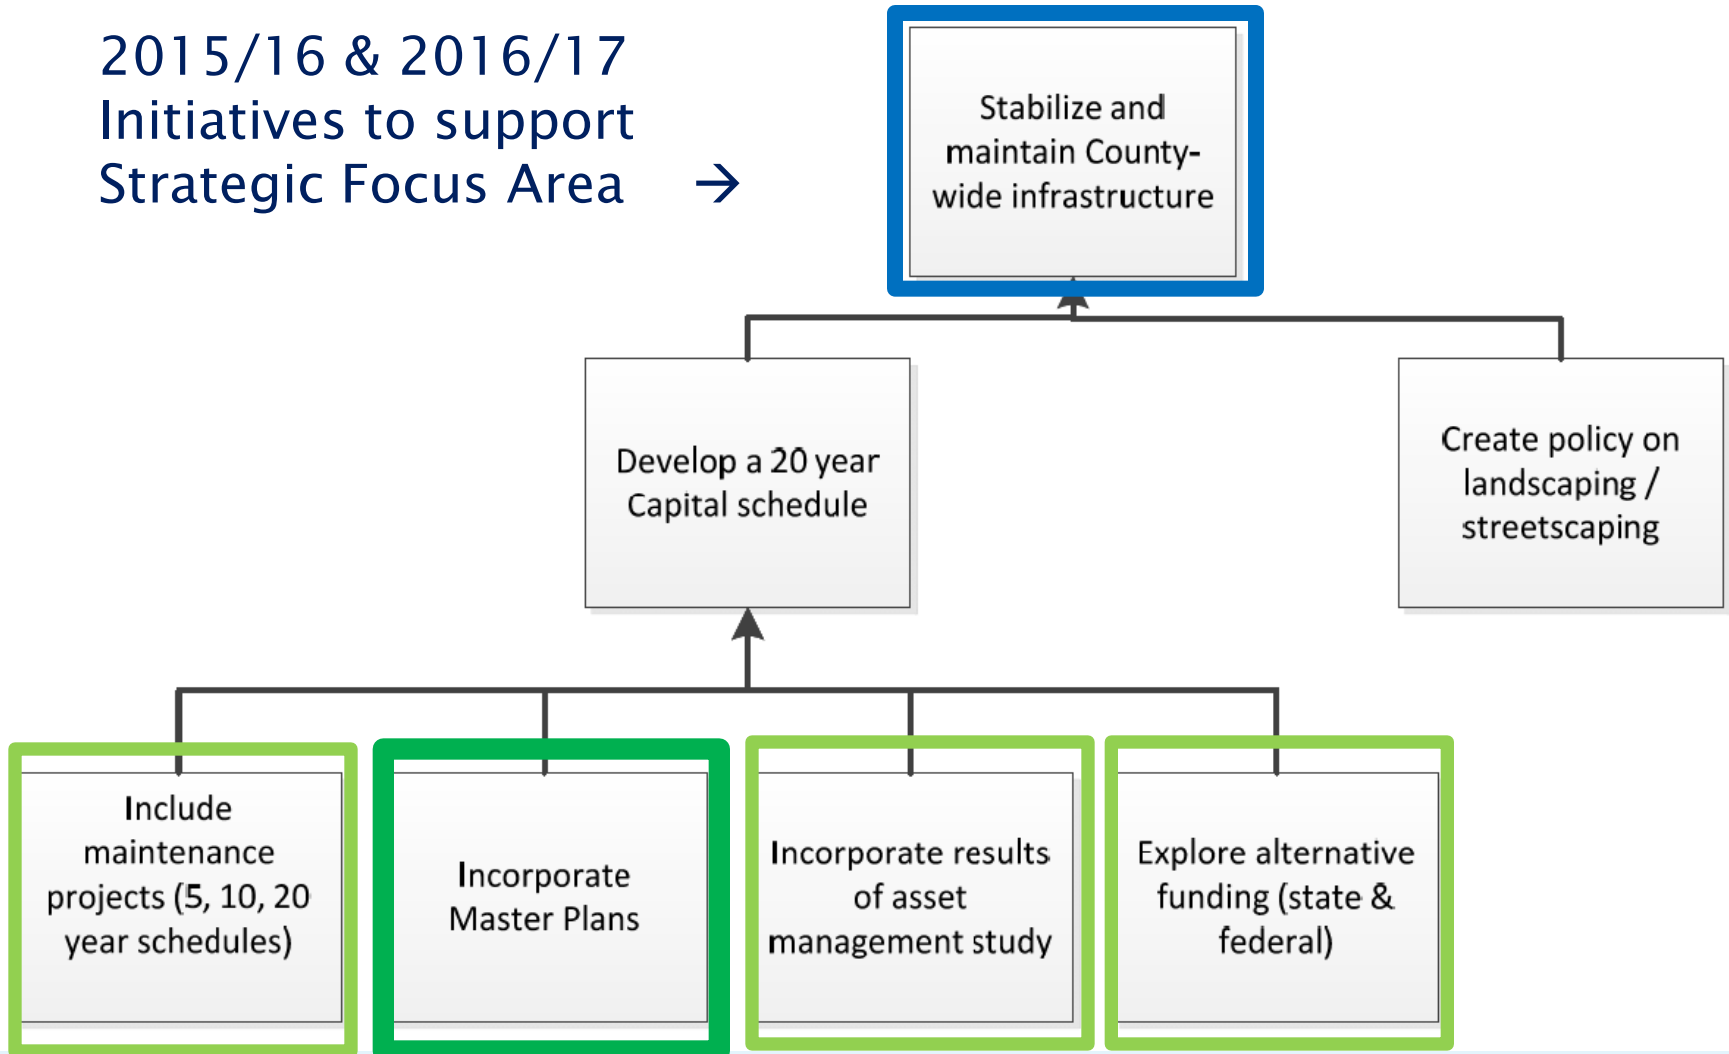 2015/16 & 2016/17
Initiatives to support
Strategic Focus Area →
Stabilize and
maintain County-
wide infrastructure
Develop a 20 year
Capital schedule
Create policy on
landscaping /
streetscaping
Include
maintenance
projects (5, 10, 20
year schedules)
Incorporate
Master Plans
Incorporate results
of asset
management study
Explore alternative
funding (state &
federal)